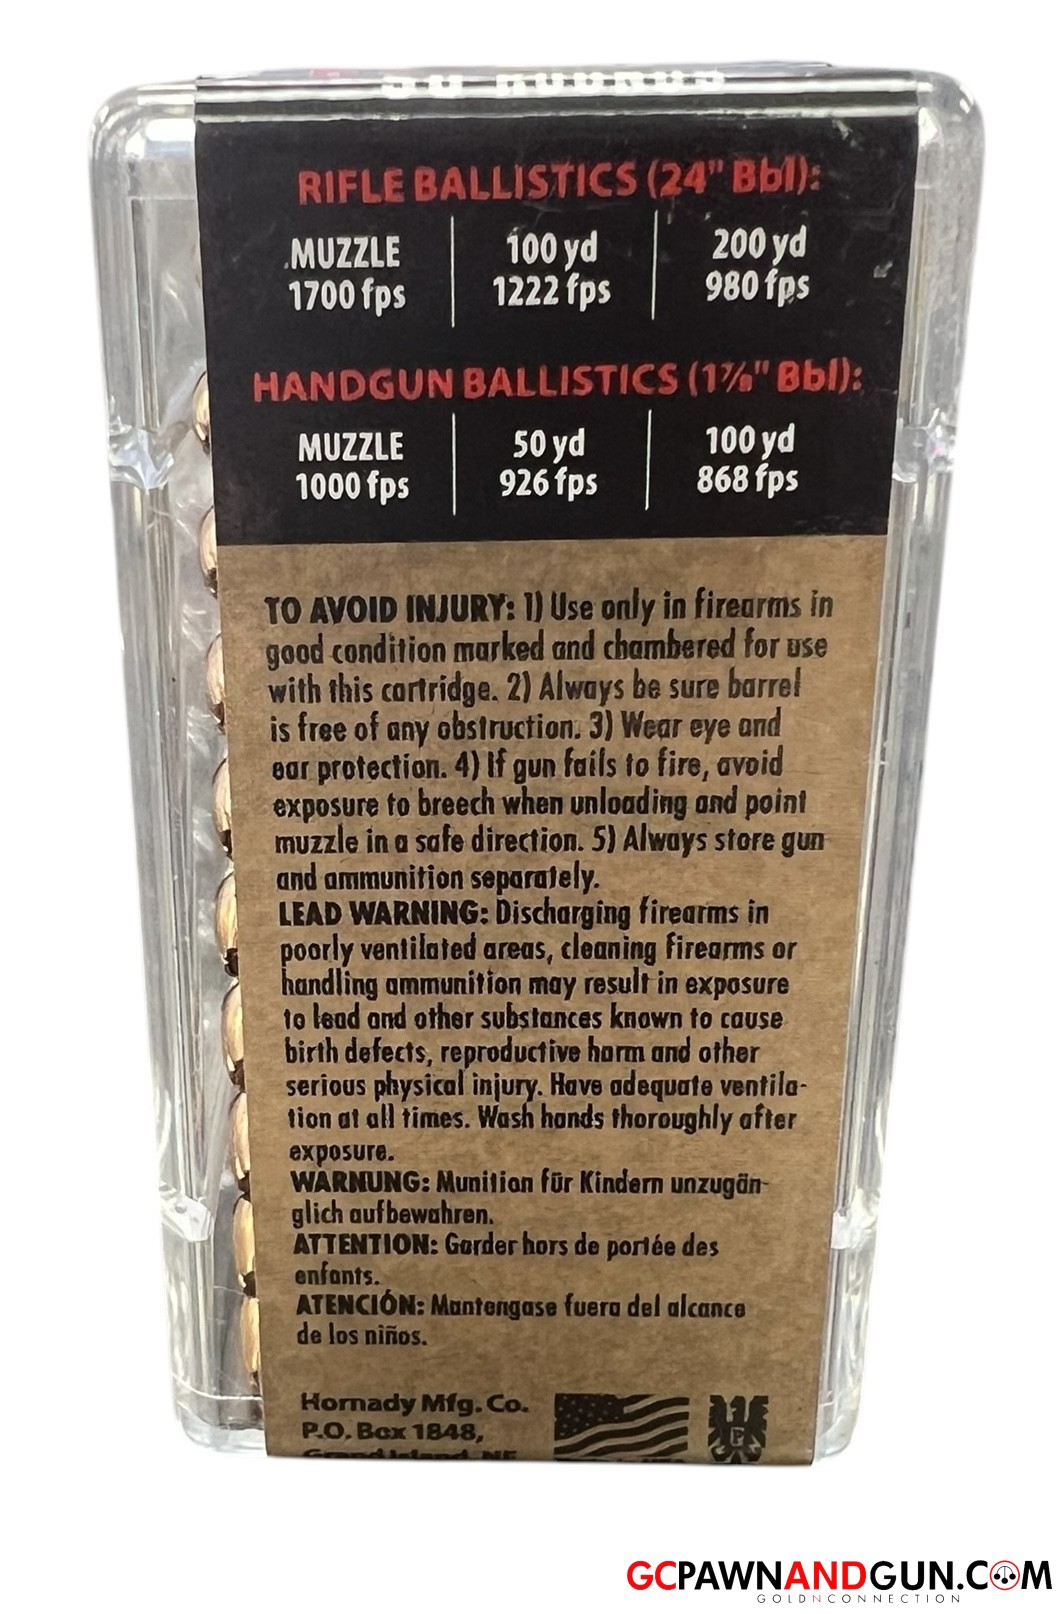 50 ROUNDS
RIFLE BALLISTICS (24" Bbl):
MUZZLE 100 yd 200 yd
1700 fps 1222 fps 980 fps
HANDGUN BALLISTICS (1⅞" Bbl):
MUZZLE 50 yd 100 yd
1000 fps 926 fps 868 fps
TO AVOID INJURY: 1) Use only in firearms in
good condition marked and chambered for use
with this cartridge. 2) Always be sure barrel
is free of any obstruction. 3) Wear eye and
ear protection. 4) If gun fails to fire, avoid
exposure to breech when unloading and point
muzzle in a safe direction. 5) Always store gun
and ammunition separately.
LEAD WARNING: Discharging firearms in
poorly ventilated areas, cleaning firearms or
handling ammunition may result in exposure
to lead and other substances known to cause
birth defects, reproductive harm and other
serious physical injury. Have adequate ventila-
tion at all times. Wash hands thoroughly after
exposure.
WARNUNG: Munition für Kindern unzugän-
glich aufbewahren.
ATTENTION: Garder hors de portée des
enfants.
ATENCIÓN: Mantengase fuera del alcance
de los niños.
Hornady Mfg. Co.
P.O. Box 1848,
Grand Island, NE
P
GCPAWNANDGUN.COM
GOLDNCONNECTION